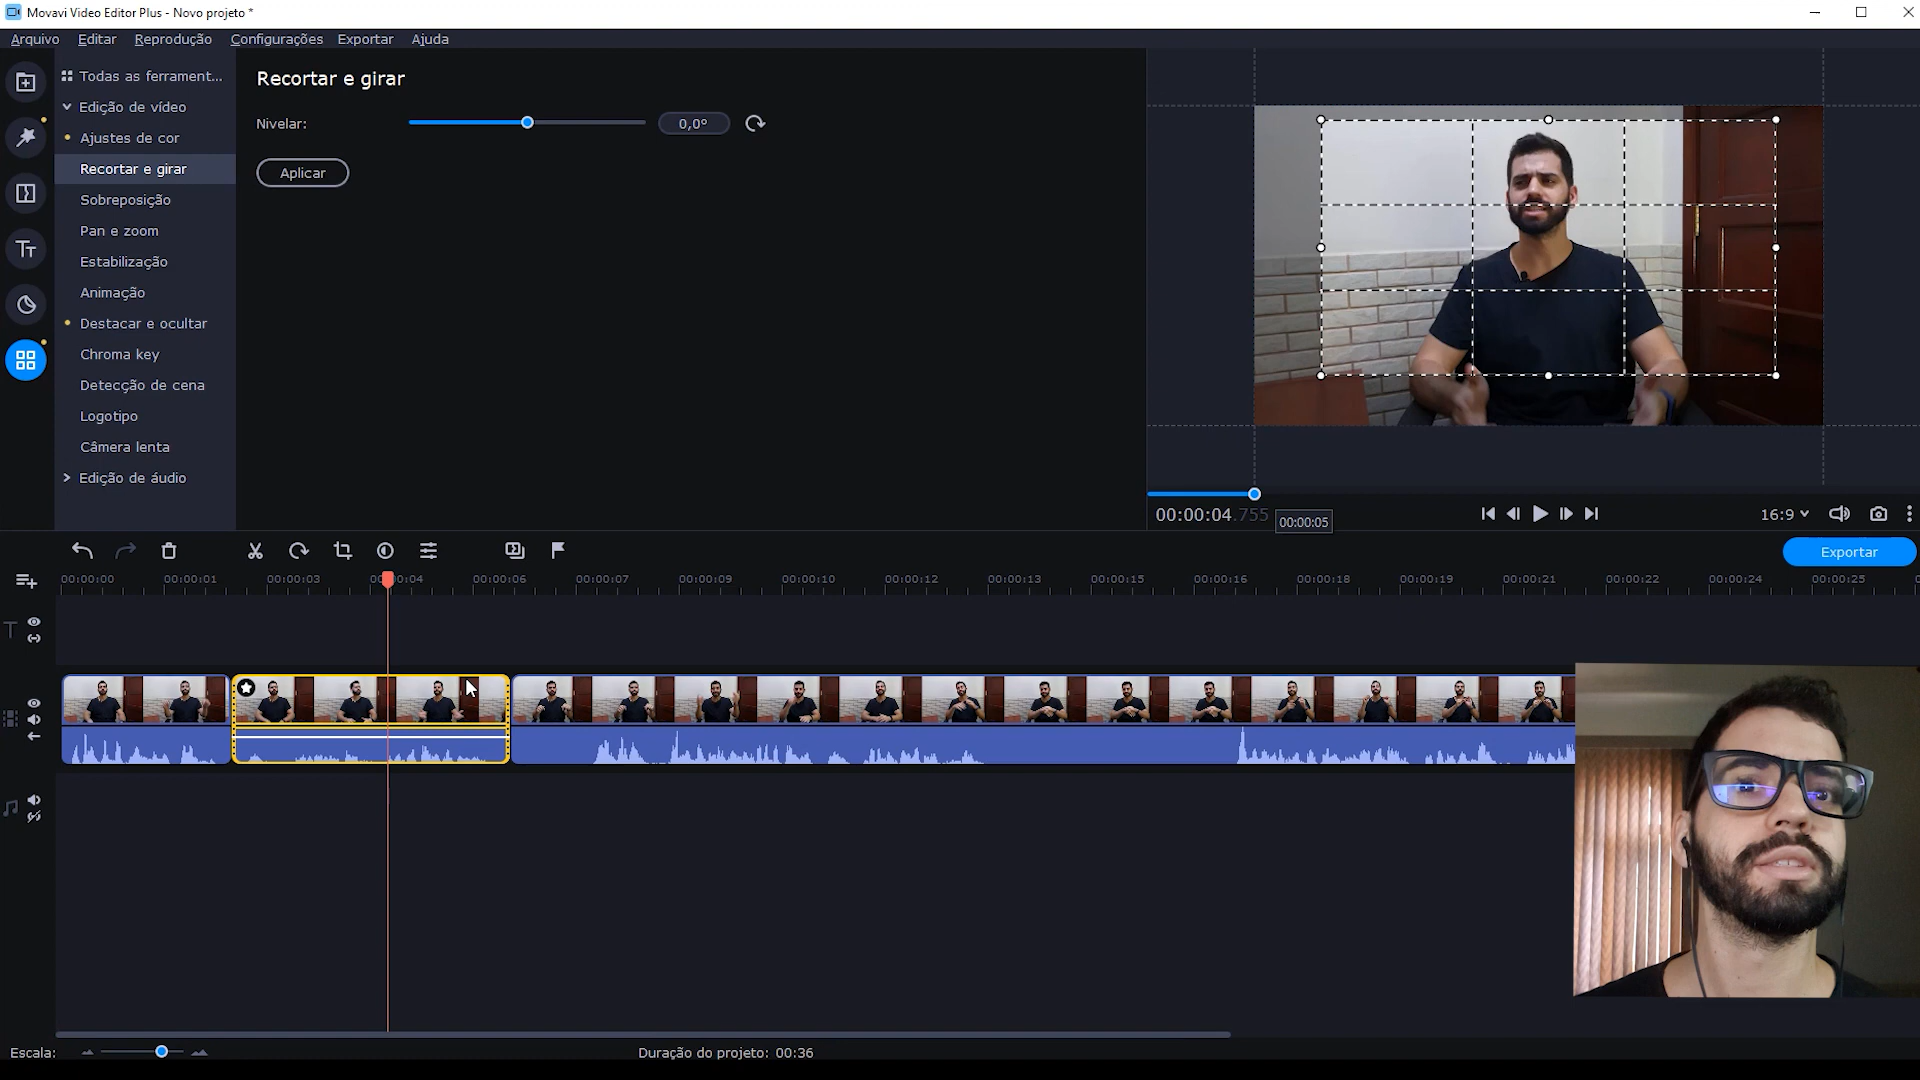 Movavi Video Editor Plus - Novo projeto *
Arquivo Editar Reprodução Configurações Exportar Ajuda
Todas as ferrament...
Edição de vídeo
Ajustes de cor
Recortar e girar
Sobreposição
Pan e zoom
Estabilização
Animação
Destacar e ocultar
Chroma key
Detecção de cena
Logotipo
Câmera lenta
Edição de áudio
Recortar e girar
Nivelar: 0,0°
Aplicar
00:00:04.755
00:00:05
16:9
Exportar
00:00:00 00:00:01 00:00:03 00:00:04 00:00:06 00:00:07 00:00:09 00:00:10 00:00:12 00:00:13 00:00:15 00:00:16 00:00:18 00:00:19 00:00:21 00:00:22 00:00:24 00:00:25
Escala:
Duração do projeto: 00:36